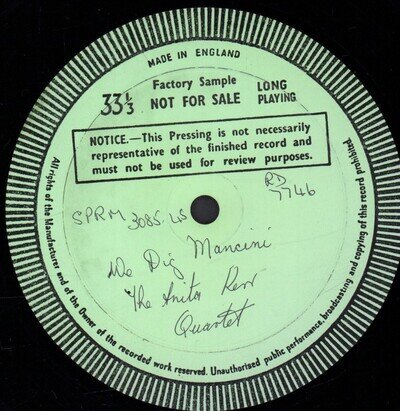 MADE IN ENGLAND
Factory Sample
33⅓ NOT FOR SALE LONG PLAYING
NOTICE.—This Pressing is not necessarily
representative of the finished record and
must not be used for review purposes.
RD
7746
SPRM 3085. LS
We Dig Mancini
The Anita Kerr
Quartet
All rights of the Manufacturer and of the Owner of the recorded work reserved. Unauthorised public performance, broadcasting and copying of this record prohibited.